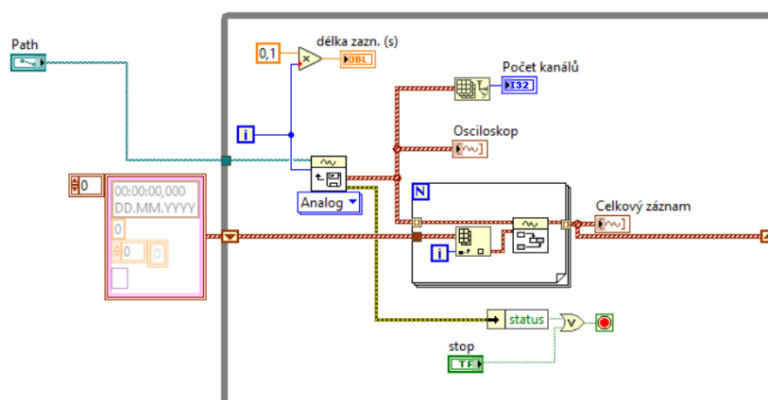 Path
0,1
délka zazn. (s)
DBL
Počet kanálů
I32
i
Osciloskop
0
00:00:00,000
DD.MM.YYYY
0
0
0
Analog
N
i
Celkový záznam
status
V
stop
TF